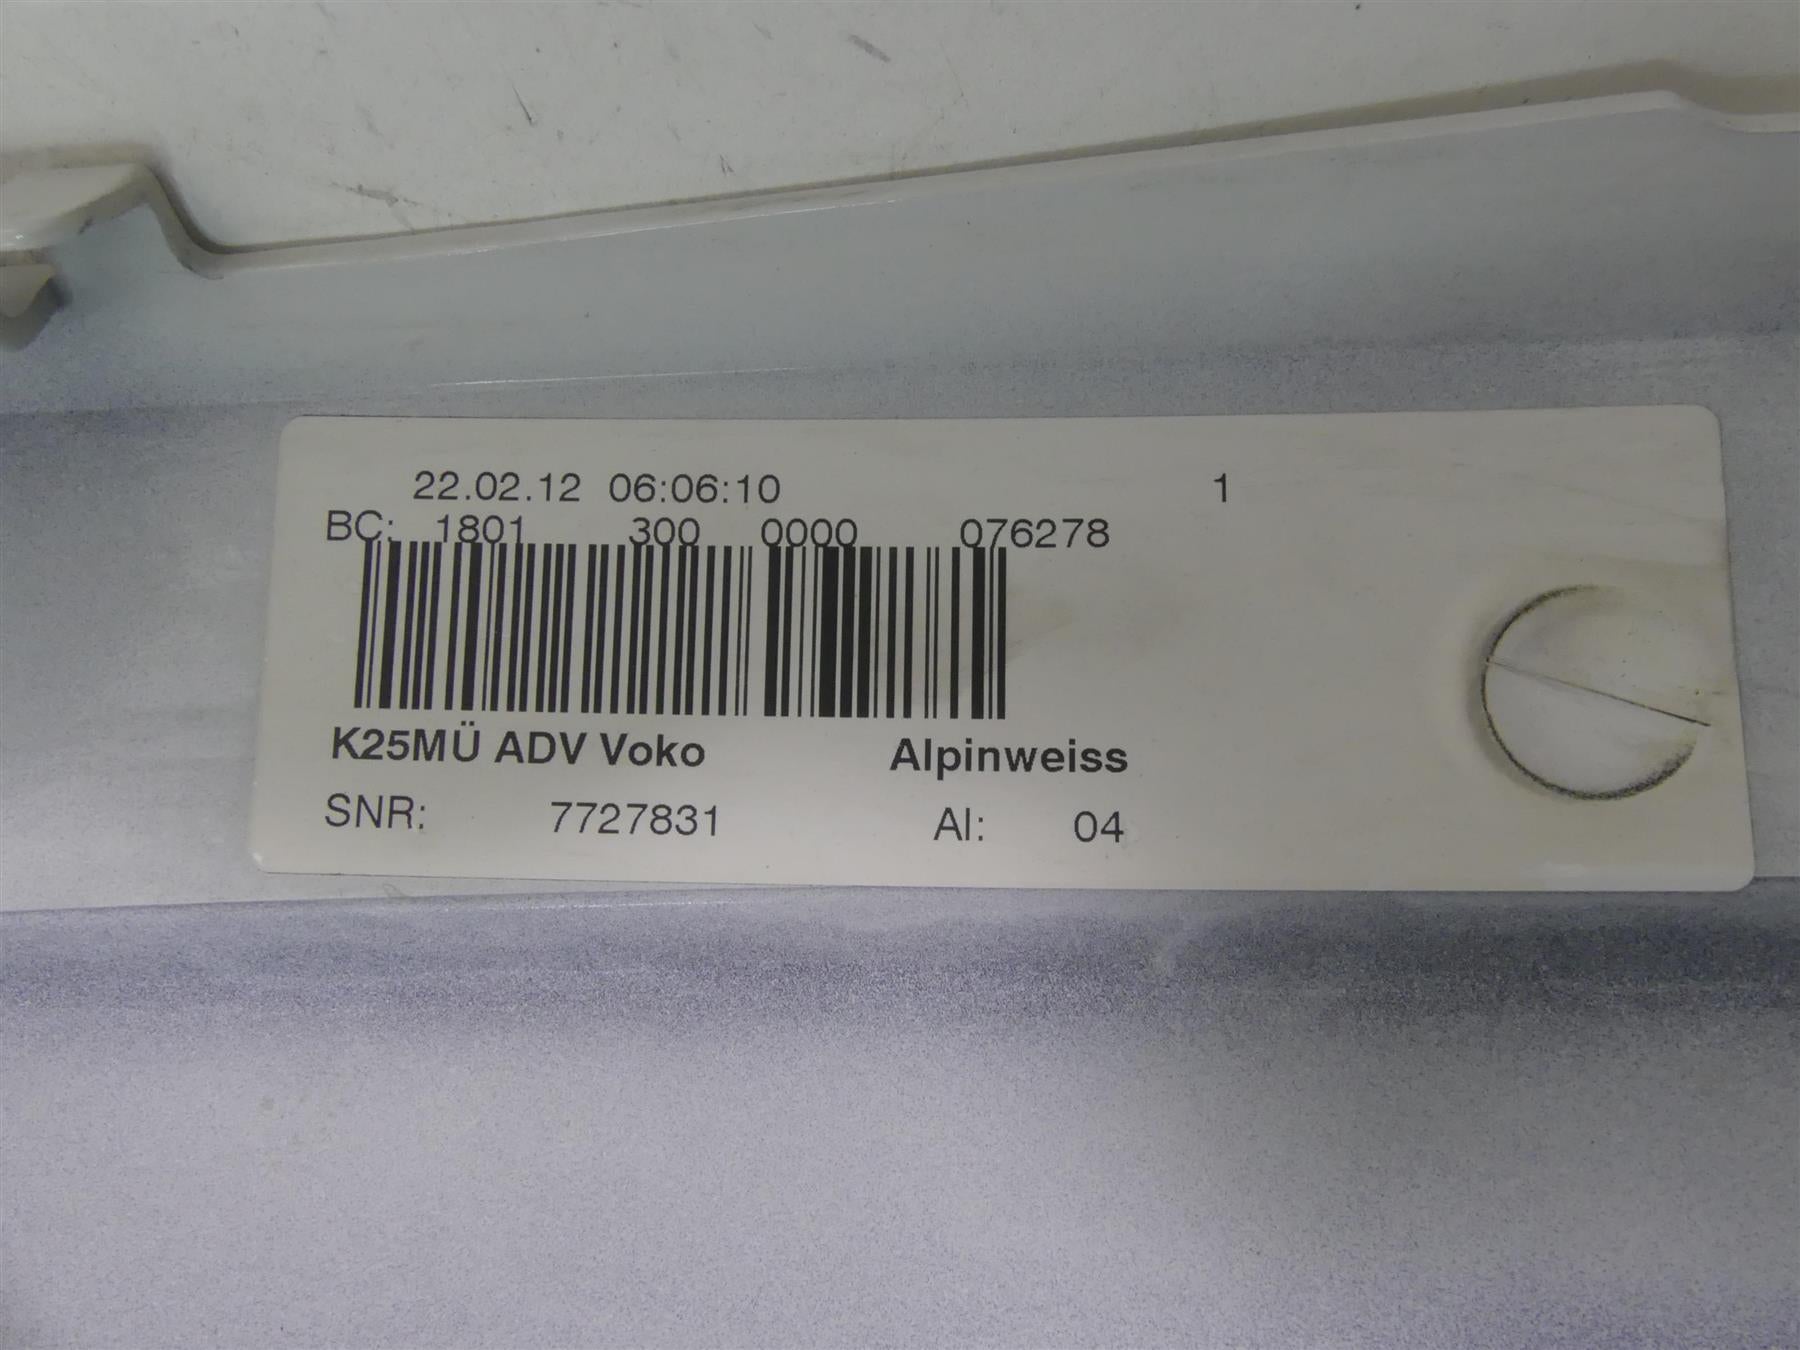 22.02.12 06:06:10 1
BC: 1801 300 0000 076278
K25MÜ ADV Voko Alpinweiss
SNR: 7727831 AI: 04